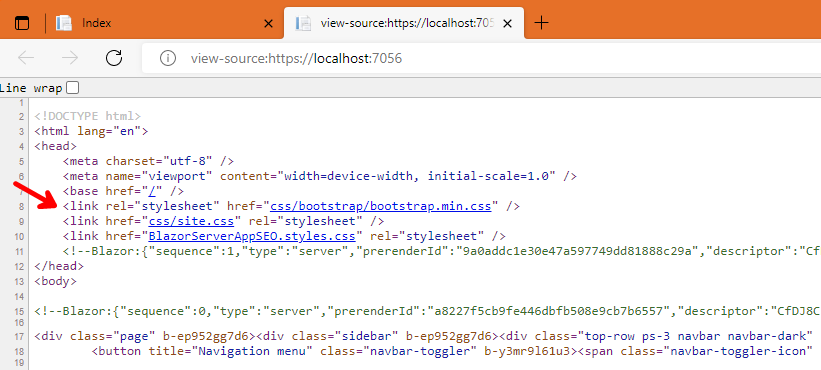 Index
view-source:https://localhost:705
view-source:https://localhost:7056
Line wrap
1
2 <!DOCTYPE html>
3 <html lang="en">
4 <head>
5 <meta charset="utf-8" />
6 <meta name="viewport" content="width=device-width, initial-scale=1.0" />
7 <base href="/" />
8 <link rel="stylesheet" href="css/bootstrap/bootstrap.min.css" />
9 <link href="css/site.css" rel="stylesheet" />
10 <link href="BlazorServerAppSEO.styles.css" rel="stylesheet" />
11 <!--Blazor:{"sequence":1,"type":"server","prerenderId":"9a0addc1e30e47a597749dd81888c29a","descriptor":"Cf
12 </head>
13 <body>
14
15 <!--Blazor:{"sequence":0,"type":"server","prerenderId":"a8227f5cb9fe446dbfb508e9cb7b6557","descriptor":"CfDJ8C
16
17 <div class="page" b-ep952gg7d6><div class="sidebar" b-ep952gg7d6><div class="top-row ps-3 navbar navbar-dark"
18 <button title="Navigation menu" class="navbar-toggler" b-y3mr9l61u3><span class="navbar-toggler-icon"
19